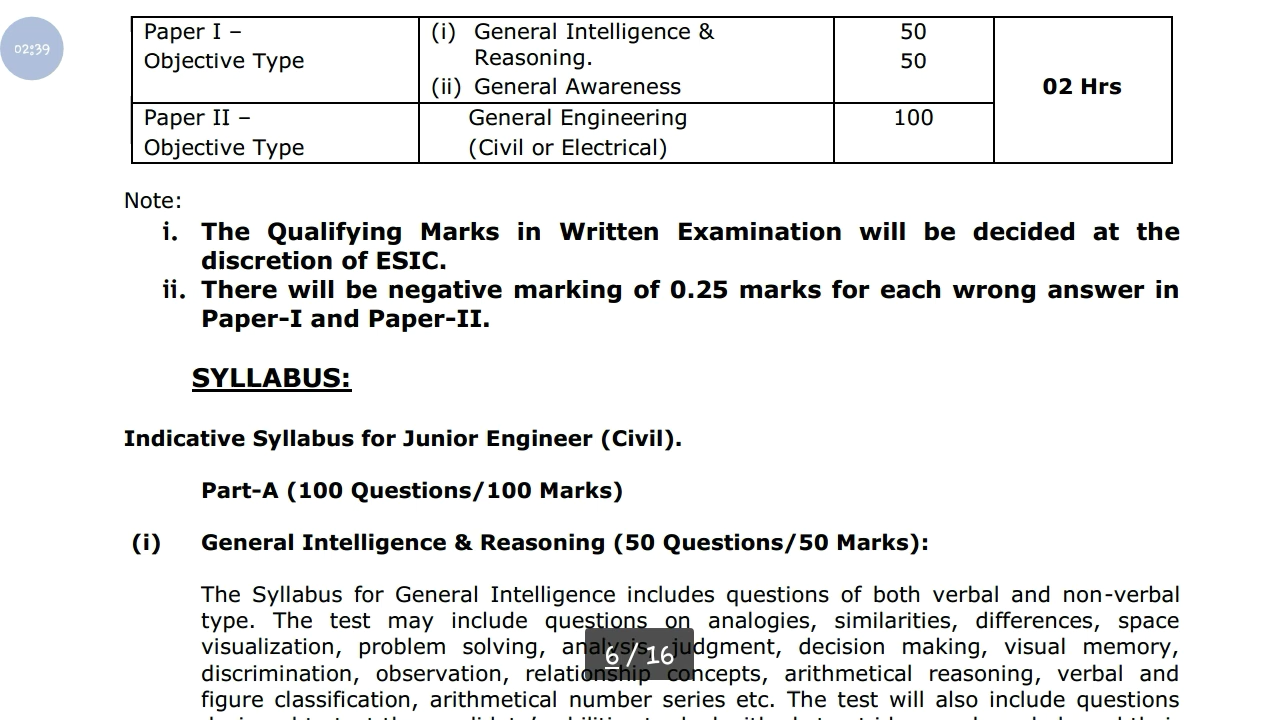 02:39
Paper I –
Objective Type
(i) General Intelligence &
Reasoning.
(ii) General Awareness
50
50
02 Hrs
Paper II –
Objective Type
General Engineering
(Civil or Electrical)
100
Note:
i. The Qualifying Marks in Written Examination will be decided at the
discretion of ESIC.
ii. There will be negative marking of 0.25 marks for each wrong answer in
Paper-I and Paper-II.
SYLLABUS:
Indicative Syllabus for Junior Engineer (Civil).
Part-A (100 Questions/100 Marks)
(i) General Intelligence & Reasoning (50 Questions/50 Marks):
The Syllabus for General Intelligence includes questions of both verbal and non-verbal
type. The test may include questions on analogies, similarities, differences, space
visualization, problem solving, analysis, judgment, decision making, visual memory,
discrimination, observation, relationship concepts, arithmetical reasoning, verbal and
figure classification, arithmetical number series etc. The test will also include questions
6 / 16